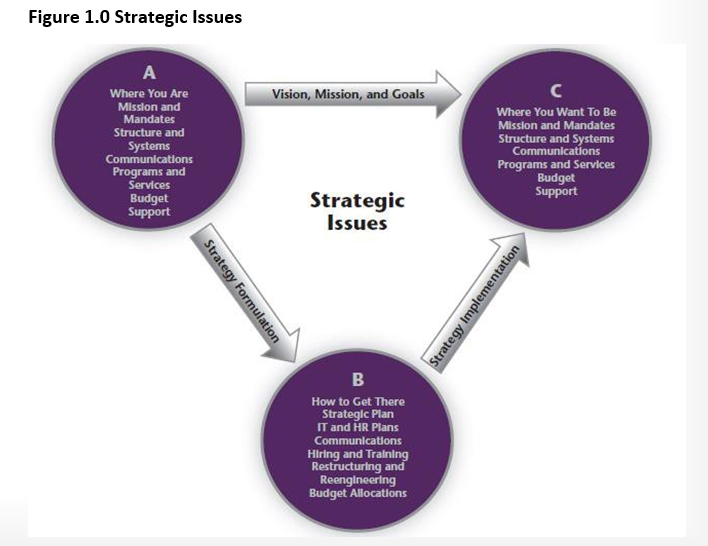 Figure 1.0 Strategic Issues
A
Where You Are
Mission and
Mandates
Structure and
Systems
Communications
Programs and
Services
Budget
Support
Vision, Mission, and Goals
C
Where You Want To Be
Mission and Mandates
Structure and Systems
Communications
Programs and Services
Budget
Support
Strategic
Issues
Strategy Formulation
Strategy Implementation
B
How to Get There
Strategic Plan
IT and HR Plans
Communications
Hiring and Training
Restructuring and
Reengineering
Budget Allocations